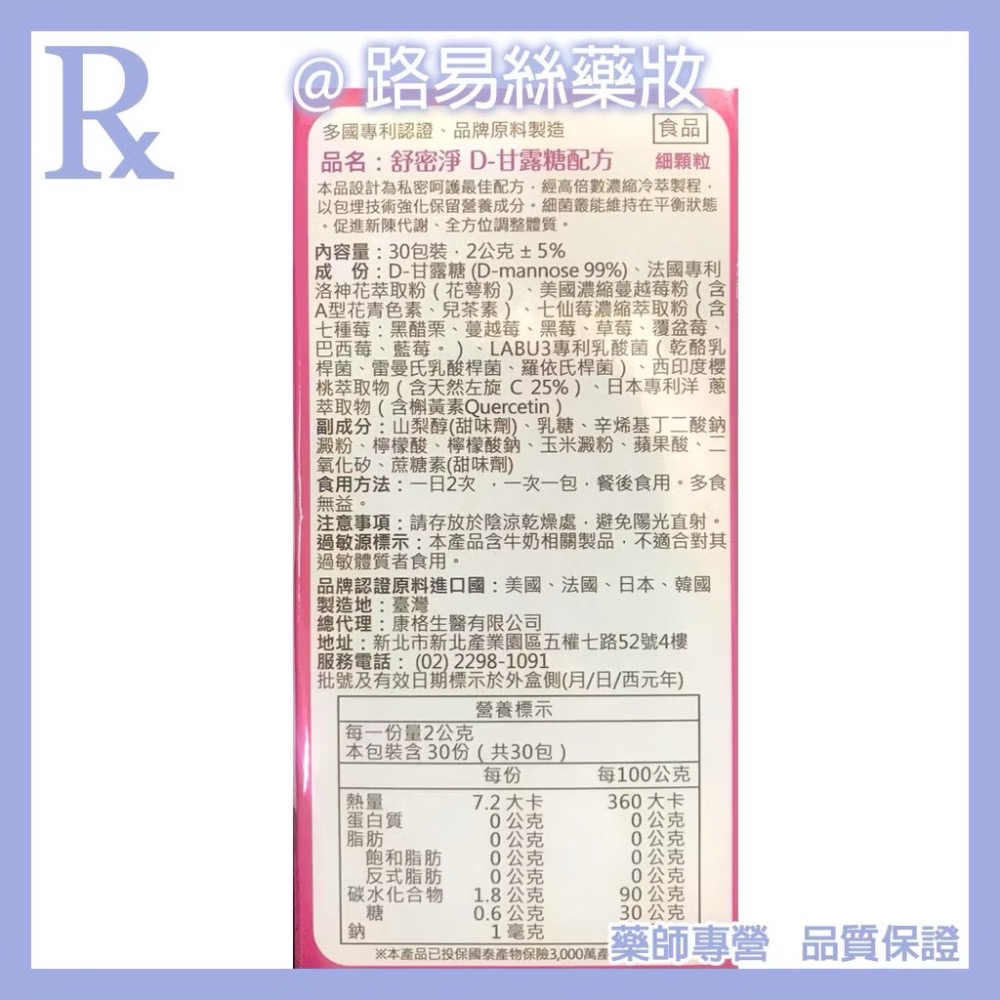 Rx
@ 路易絲藥妝
多國專利認證、品牌原料製造 食品
品名：舒密淨 D-甘露糖配方 細顆粒
本品設計為私密呵護最佳配方，經高倍數濃縮冷萃製程，
以包埋技術強化保留營養成分。細菌叢能維持在平衡狀態
。促進新陳代謝、全方位調整體質。
內容量：30包裝，2公克 ± 5%
成 份：D-甘露糖 (D-mannose 99%)、法國專利
洛神花萃取粉（花萼粉）、美國濃縮蔓越莓粉（含
A型花青色素、兒茶素）、七仙莓濃縮萃取粉（含
七種莓：黑醋栗、蔓越莓、黑莓、草莓、覆盆莓、
巴西莓、藍莓。）、LABU3專利乳酸菌（乾酪乳
桿菌、雷曼氏乳酸桿菌、羅依氏桿菌）、西印度櫻
桃萃取物（含天然左旋 C 25%）、日本專利洋 蔥
萃取物（含槲黃素Quercetin）
副成分：山梨醇(甜味劑)、乳糖、辛烯基丁二酸鈉
澱粉、檸檬酸、檸檬酸鈉、玉米澱粉、蘋果酸、二
氧化矽、蔗糖素(甜味劑)
食用方法：一日2次 ，一次一包，餐後食用。多食
無益。
注意事項：請存放於陰涼乾燥處，避免陽光直射。
過敏源標示：本產品含牛奶相關製品，不適合對其
過敏體質者食用。
品牌認證原料進口國：美國、法國、日本、韓國
製造地：臺灣
總代理：康格生醫有限公司
地址：新北市新北產業園區五權七路52號4樓
服務電話：(02) 2298-1091
批號及有效日期標示於外盒側(月/日/西元年)
營養標示
每一份量2公克
本包裝含30份（共30包）
每份 每100公克
熱量 7.2 大卡 360 大卡
蛋白質 0 公克 0 公克
脂肪 0 公克 0 公克
飽和脂肪 0 公克 0 公克
反式脂肪 0 公克 0 公克
碳水化合物 1.8 公克 90 公克
糖 0.6 公克 30 公克
鈉 1 毫克
※本產品已投保國泰產物保險3,000萬產
藥師專營 品質保證